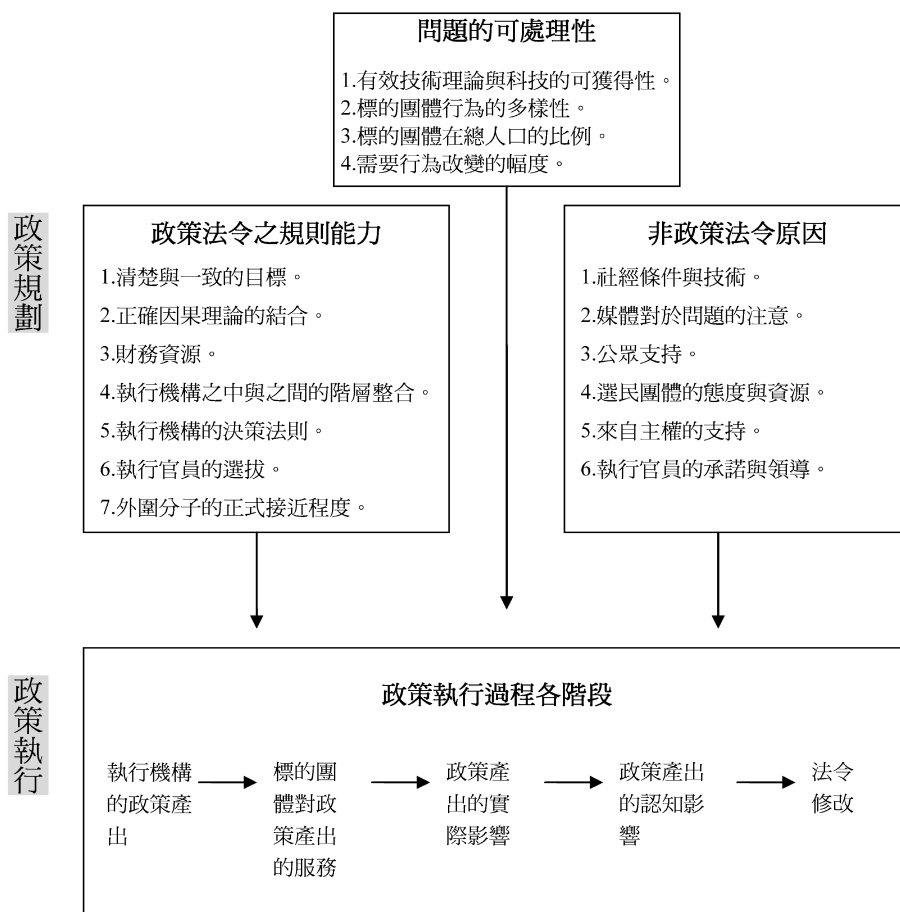 問題的可處理性
1.有效技術理論與科技的可獲得性。
2.標的團體行為的多樣性。
3.標的團體在總人口的比例。
4.需要行為改變的幅度。
政策規劃
政策法令之規則能力
1.清楚與一致的目標。
2.正確因果理論的結合。
3.財務資源。
4.執行機構之中與之間的階層整合。
5.執行機構的決策法則。
6.執行官員的選拔。
7.外圍分子的正式接近程度。
非政策法令原因
1.社經條件與技術。
2.媒體對於問題的注意。
3.公眾支持。
4.選民團體的態度與資源。
5.來自主權的支持。
6.執行官員的承諾與領導。
政策執行
政策執行過程各階段
執行機構
的政策產
出
標的團
體對政
策產出
的服務
政策產
出的實
際影響
政策產出
的認知影
響
法令
修改